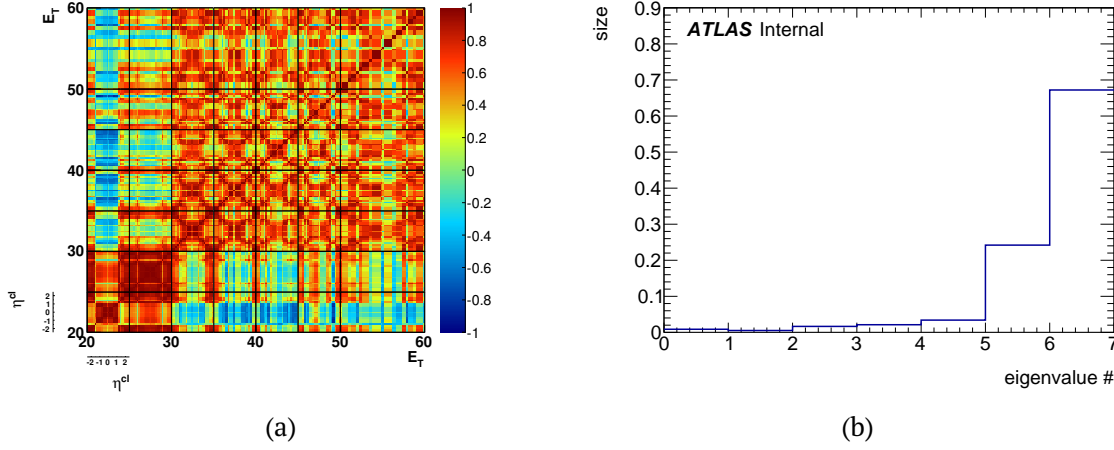 E_T
60
50
40
30
20
η^cl
2
1
0
-1
-2
20 30 40 50 60
E_T
-2 -1 0 1 2
η^cl
1
0.8
0.6
0.4
0.2
0
-0.2
-0.4
-0.6
-0.8
-1
(a)
size
0.9
0.8
0.7
0.6
0.5
0.4
0.3
0.2
0.1
0
ATLAS Internal
0 1 2 3 4 5 6 7
eigenvalue #
(b)